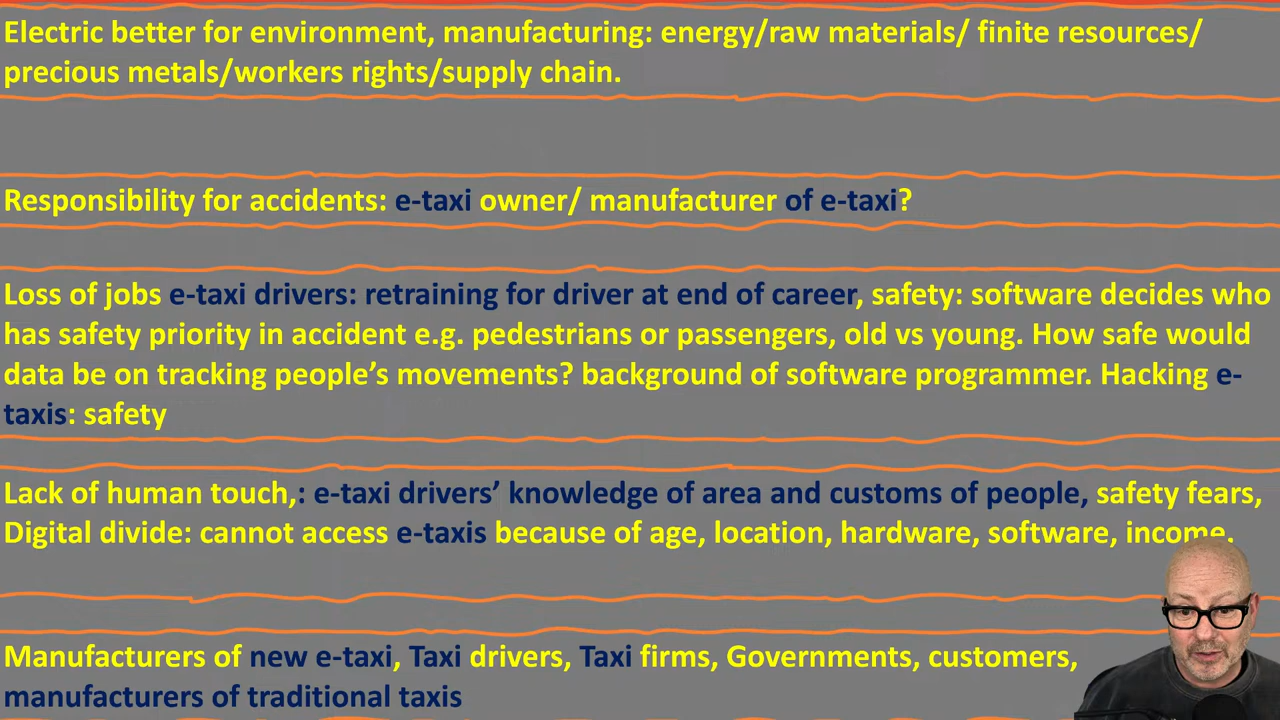 Electric better for environment, manufacturing: energy/raw materials/ finite resources/
precious metals/workers rights/supply chain.
Responsibility for accidents: e-taxi owner/ manufacturer of e-taxi?
Loss of jobs e-taxi drivers: retraining for driver at end of career, safety: software decides who
has safety priority in accident e.g. pedestrians or passengers, old vs young. How safe would
data be on tracking people’s movements? background of software programmer. Hacking e-
taxis: safety
Lack of human touch,: e-taxi drivers’ knowledge of area and customs of people, safety fears,
Digital divide: cannot access e-taxis because of age, location, hardware, software, income.
Manufacturers of new e-taxi, Taxi drivers, Taxi firms, Governments, customers,
manufacturers of traditional taxis